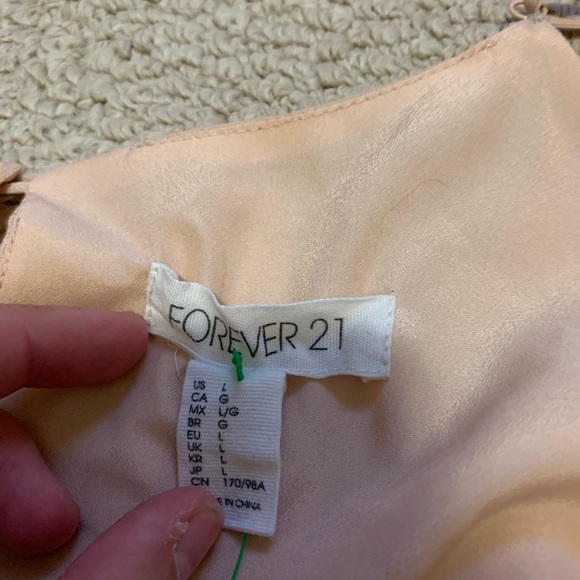 FOREVER 21
US L
CA G
MX L/G
BR G
EU L
UK L
KR L
JP L
CN 170/98A
IN CHINA